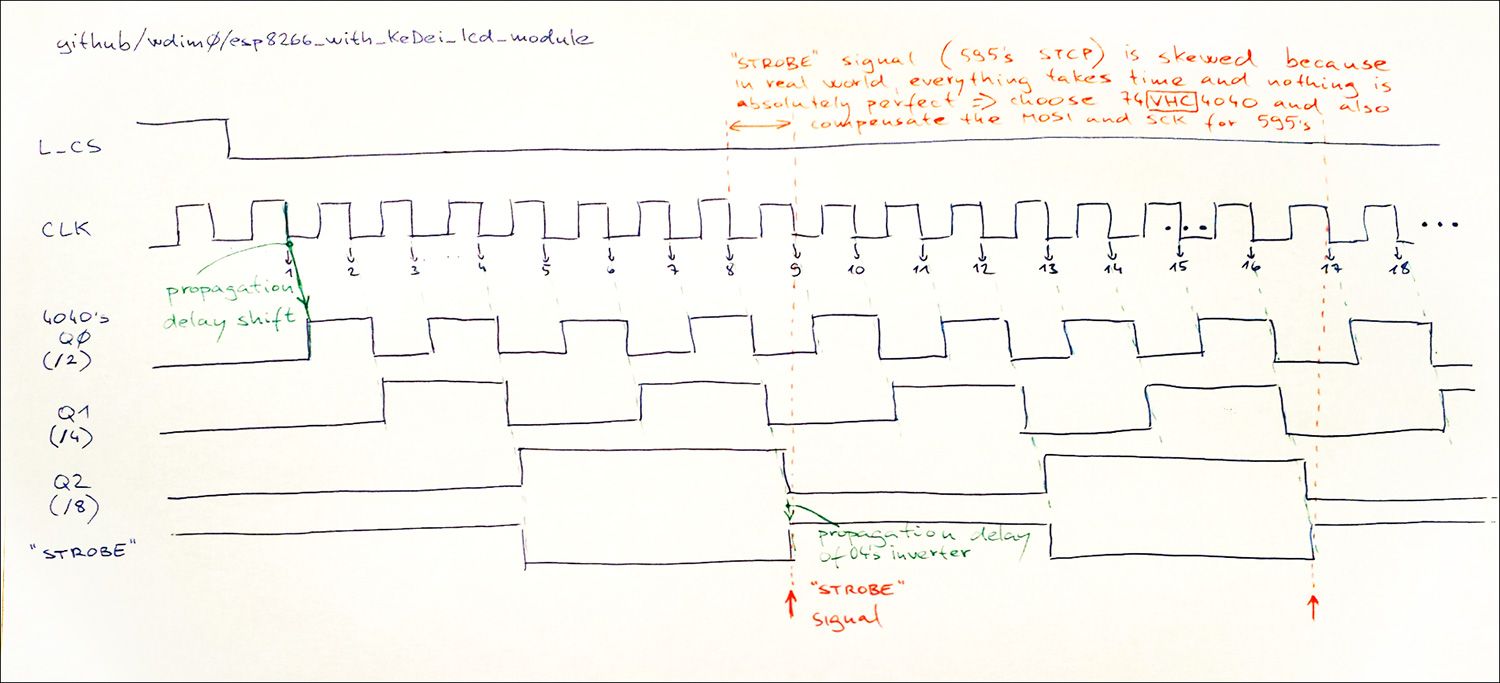 github/wdim0/esp8266_with_KeDei_lcd_module
"STROBE" signal (595's STCP) is skewed because
in real world, everything takes time and nothing is
absolutely perfect => choose 74VHC4040 and also
compensate the MOSI and SCK for 595's
L_CS
CLK
...
1 2 3 ... 4 5 6 7 8 9 10 11 12 13 14 15 16 17 18
propagation
delay shift
4040's
Q0
(/2)
Q1
(/4)
Q2
(/8)
"STROBE"
propagation delay
of 04's inverter
"STROBE"
signal